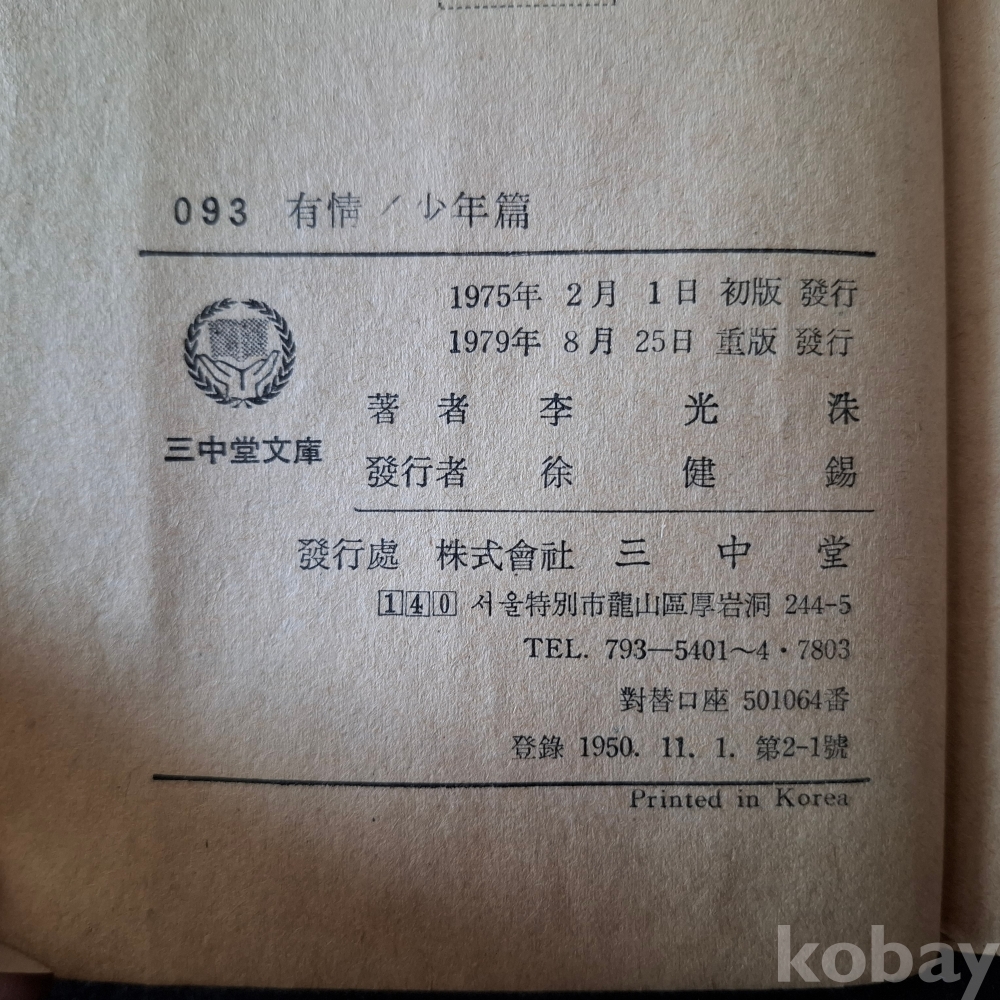 093 有情 / 少年篇
1975年 2月 1日 初版 發行
1979年 8月 25日 重版 發行
三中堂文庫
著者 李光洙
發行者 徐健錫
發行處 株式會社 三中堂
140 서울特別市龍山區厚岩洞 244-5
TEL. 793—5401～4・7803
對替口座 501064番
登錄 1950. 11. 1. 第2-1號
Printed in Korea
kobay